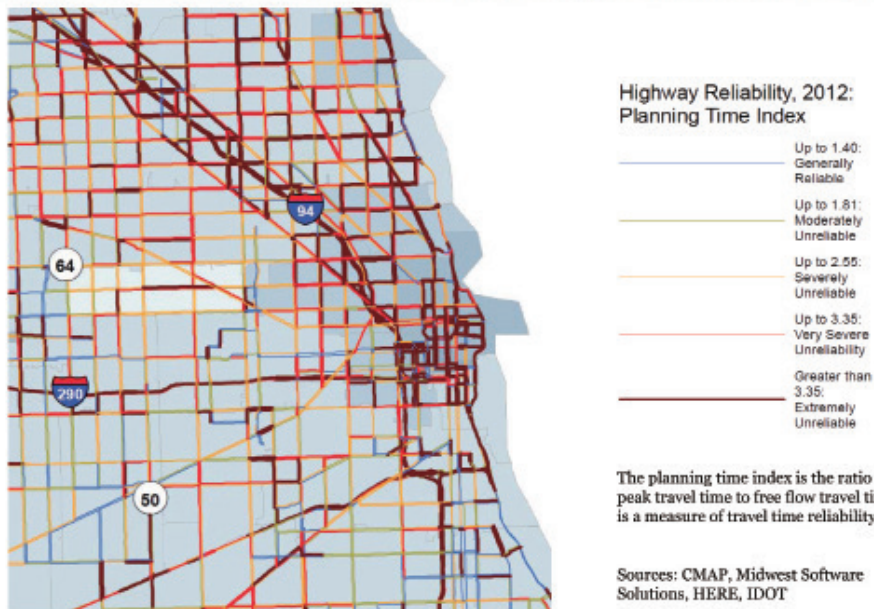 Highway Reliability, 2012:
Planning Time Index
Up to 1.40:
Generally
Reliable
Up to 1.81:
Moderately
Unreliable
Up to 2.55:
Severely
Unreliable
Up to 3.35:
Very Severe
Unreliability
Greater than
3.35:
Extremely
Unreliable
The planning time index is the ratio
peak travel time to free flow travel ti
is a measure of travel time reliability
Sources: CMAP, Midwest Software
Solutions, HERE, IDOT
94
64
290
50